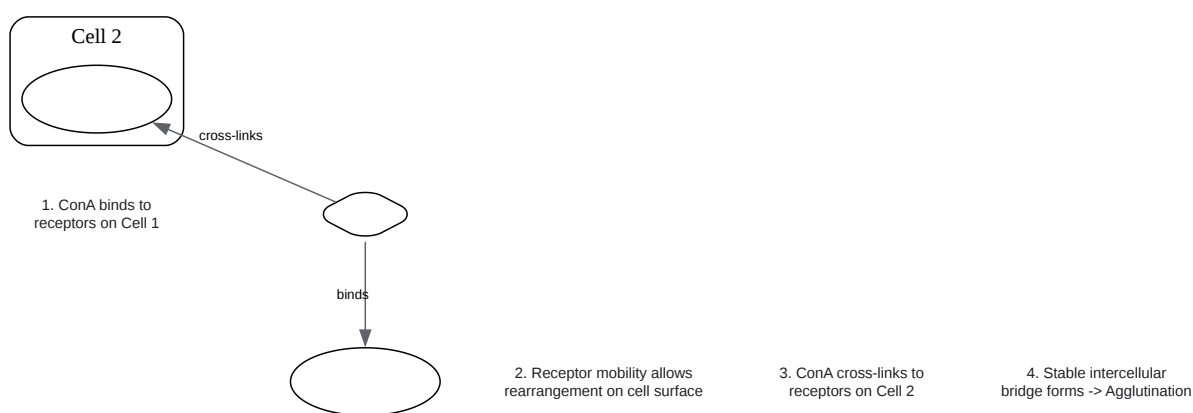 Cell 2
cross-links
1. ConA binds to
receptors on Cell 1
binds
2. Receptor mobility allows
rearrangement on cell surface
3. ConA cross-links to
receptors on Cell 2
4. Stable intercellular
bridge forms -> Agglutination